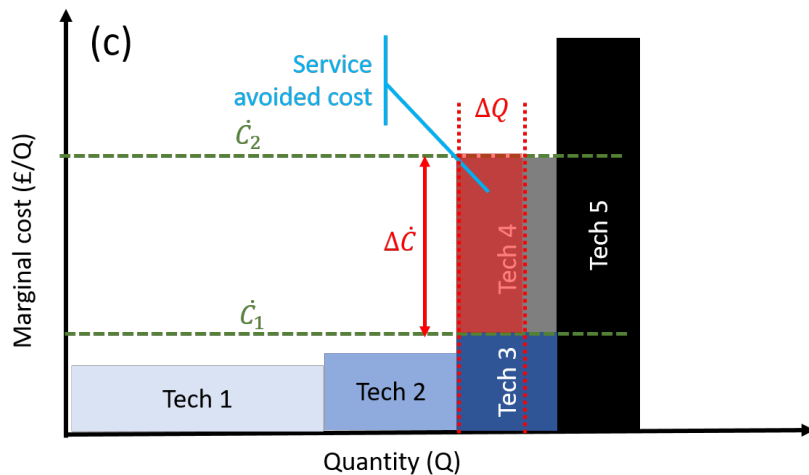 (c)
Service
avoided cost
ΔQ
Ċ₂
ΔĊ
Ċ₁
Marginal cost (£/Q)
Tech 1
Tech 2
Tech 3
Tech 4
Tech 5
Quantity (Q)